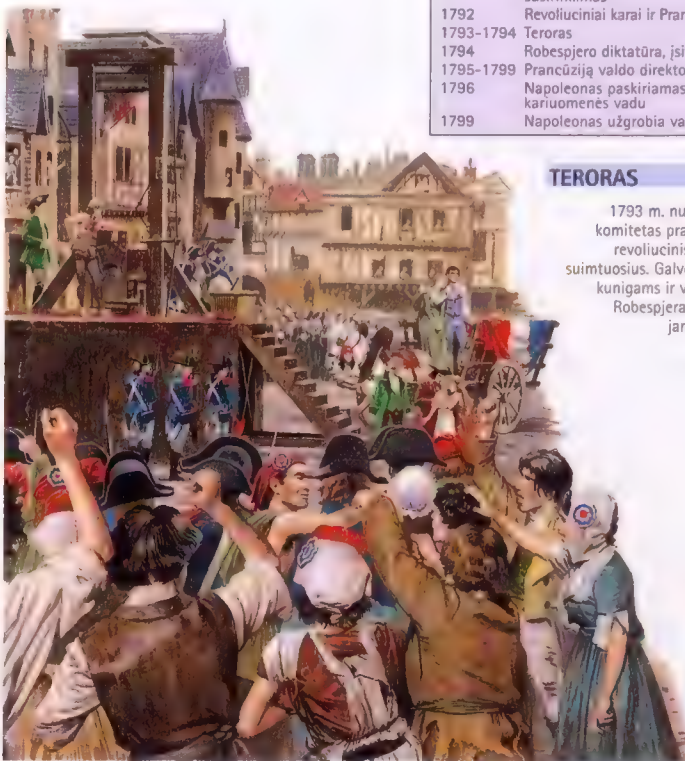 1792 Revoliuciniai karai ir Pran
1793-1794 Teroras
1794 Robespjero diktatūra, įsi
1795-1799 Prancūziją valdo direkto
1796 Napoleonas paskiriamas
kariuomenės vadu
1799 Napoleonas užgrobia va
TERORAS
1793 m. nu
komitetas pra
revoliucinis
suimtuosius. Galv
kunigams ir v
Robespjera
jar